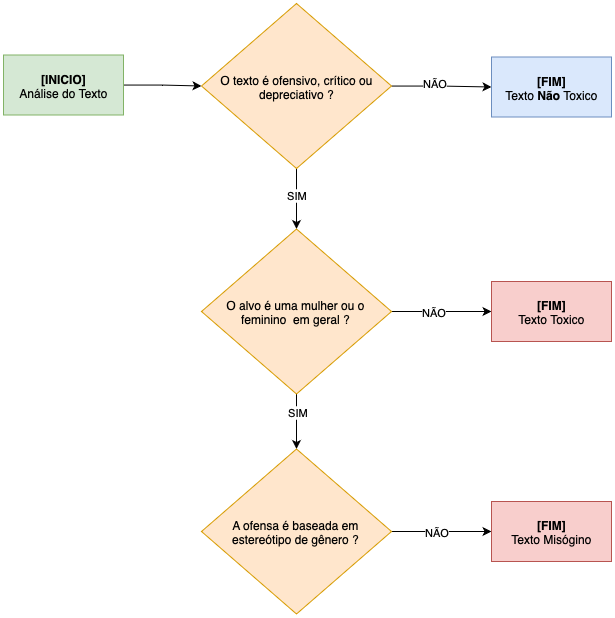 [INICIO]
Análise do Texto
O texto é ofensivo, crítico ou
depreciativo ?
NÃO
[FIM]
Texto Não Toxico
SIM
O alvo é uma mulher ou o
feminino em geral ?
NÃO
[FIM]
Texto Toxico
SIM
A ofensa é baseada em
estereótipo de gênero ?
NÃO
[FIM]
Texto Misógino